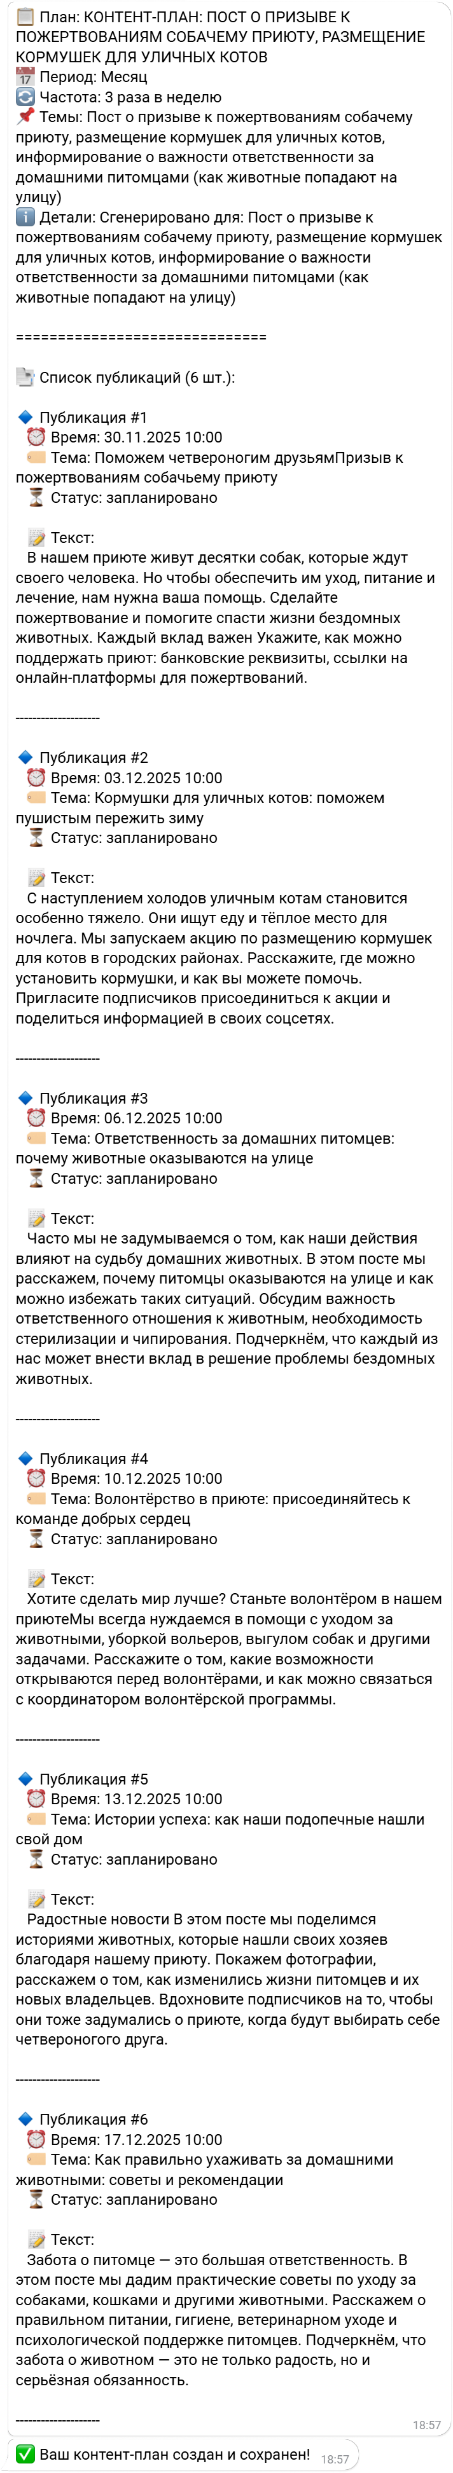 📋 План: КОНТЕНТ-ПЛАН: ПОСТ О ПРИЗЫВЕ К
ПОЖЕРТВОВАНИЯМ СОБАЧЕМУ ПРИЮТУ, РАЗМЕЩЕНИЕ
КОРМУШЕК ДЛЯ УЛИЧНЫХ КОТОВ
📅 Период: Месяц
🔄 Частота: 3 раза в неделю
📌 Темы: Пост о призыве к пожертвованиям собачему
приюту, размещение кормушек для уличных котов,
информирование о важности ответственности за
домашними питомцами (как животные попадают на
улицу)
ℹ️ Детали: Сгенерировано для: Пост о призыве к
пожертвованиям собачему приюту, размещение кормушек
для уличных котов, информирование о важности
ответственности за домашними питомцами (как
животные попадают на улицу)
==============================
📑 Список публикаций (6 шт.):
🔹 Публикация #1
⏰ Время: 30.11.2025 10:00
🏷️ Тема: Поможем четвероногим друзьямПризыв к
пожертвованиям собачьему приюту
⏳ Статус: запланировано
📝 Текст:
В нашем приюте живут десятки собак, которые ждут
своего человека. Но чтобы обеспечить им уход, питание и
лечение, нам нужна ваша помощь. Сделайте
пожертвование и помогите спасти жизни бездомных
животных. Каждый вклад важен Укажите, как можно
поддержать приют: банковские реквизиты, ссылки на
онлайн-платформы для пожертвований.
--------------------
🔹 Публикация #2
⏰ Время: 03.12.2025 10:00
🏷️ Тема: Кормушки для уличных котов: поможем
пушистым пережить зиму
⏳ Статус: запланировано
📝 Текст:
С наступлением холодов уличным котам становится
особенно тяжело. Они ищут еду и тёплое место для
ночлега. Мы запускаем акцию по размещению кормушек
для котов в городских районах. Расскажите, где можно
установить кормушки, и как вы можете помочь.
Пригласите подписчиков присоединиться к акции и
поделиться информацией в своих соцсетях.
--------------------
🔹 Публикация #3
⏰ Время: 06.12.2025 10:00
🏷️ Тема: Ответственность за домашних питомцев:
почему животные оказываются на улице
⏳ Статус: запланировано
📝 Текст:
Часто мы не задумываемся о том, как наши действия
влияют на судьбу домашних животных. В этом посте мы
расскажем, почему питомцы оказываются на улице и как
можно избежать таких ситуаций. Обсудим важность
ответственного отношения к животным, необходимость
стерилизации и чипирования. Подчеркнём, что каждый из
нас может внести вклад в решение проблемы бездомных
животных.
--------------------
🔹 Публикация #4
⏰ Время: 10.12.2025 10:00
🏷️ Тема: Волонтёрство в приюте: присоединяйтесь к
команде добрых сердец
⏳ Статус: запланировано
📝 Текст:
Хотите сделать мир лучше? Станьте волонтёром в нашем
приютеМы всегда нуждаемся в помощи с уходом за
животными, уборкой вольеров, выгулом собак и другими
задачами. Расскажите о том, какие возможности
открываются перед волонтёрами, и как можно связаться
с координатором волонтёрской программы.
--------------------
🔹 Публикация #5
⏰ Время: 13.12.2025 10:00
🏷️ Тема: Истории успеха: как наши подопечные нашли
свой дом
⏳ Статус: запланировано
📝 Текст:
Радостные новости В этом посте мы поделимся
историями животных, которые нашли своих хозяев
благодаря нашему приюту. Покажем фотографии,
расскажем о том, как изменились жизни питомцев и их
новых владельцев. Вдохновите подписчиков на то, чтобы
они тоже задумались о приюте, когда будут выбирать себе
четвероногого друга.
--------------------
🔹 Публикация #6
⏰ Время: 17.12.2025 10:00
🏷️ Тема: Как правильно ухаживать за домашними
животными: советы и рекомендации
⏳ Статус: запланировано
📝 Текст:
Забота о питомце — это большая ответственность. В
этом посте мы дадим практические советы по уходу за
собаками, кошками и другими животными. Расскажем о
правильном питании, гигиене, ветеринарном уходе и
психологической поддержке питомцев. Подчеркнём, что
забота о животном — это не только радость, но и
серьёзная обязанность.
--------------------
18:57
✅ Ваш контент-план создан и сохранен! 18:57